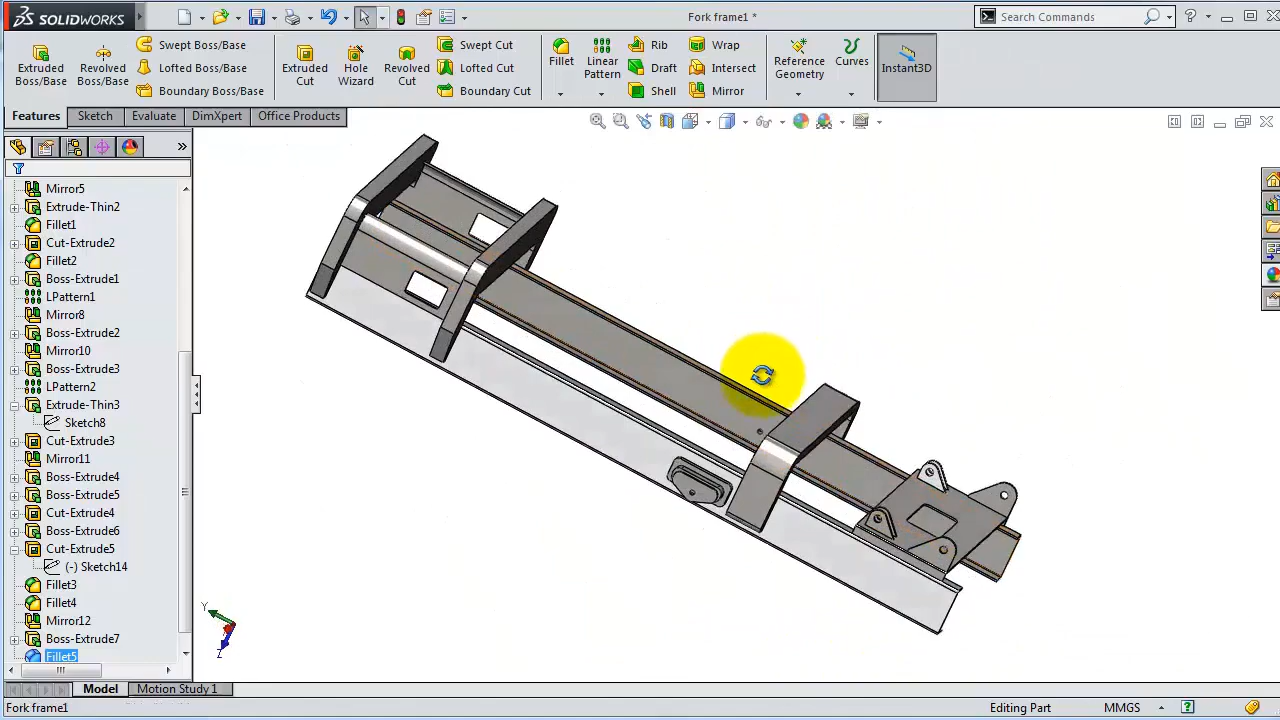 SOLIDWORKS
Fork frame1 *
Search Commands
?
Extruded Boss/Base
Revolved Boss/Base
Swept Boss/Base
Lofted Boss/Base
Boundary Boss/Base
Extruded Cut
Hole Wizard
Revolved Cut
Swept Cut
Lofted Cut
Boundary Cut
Fillet
Linear Pattern
Rib
Draft
Shell
Wrap
Intersect
Mirror
Reference Geometry
Curves
Instant3D
Features
Sketch
Evaluate
DimXpert
Office Products
»
Mirror5
Extrude-Thin2
Fillet1
Cut-Extrude2
Fillet2
Boss-Extrude1
LPattern1
Mirror8
Boss-Extrude2
Mirror10
Boss-Extrude3
LPattern2
Extrude-Thin3
Sketch8
Cut-Extrude3
Mirror11
Boss-Extrude4
Boss-Extrude5
Cut-Extrude4
Boss-Extrude6
Cut-Extrude5
(-) Sketch14
Fillet3
Fillet4
Mirror12
Boss-Extrude7
Fillet5
Y
Z
Model
Motion Study 1
Fork frame1
Editing Part
MMGS
?